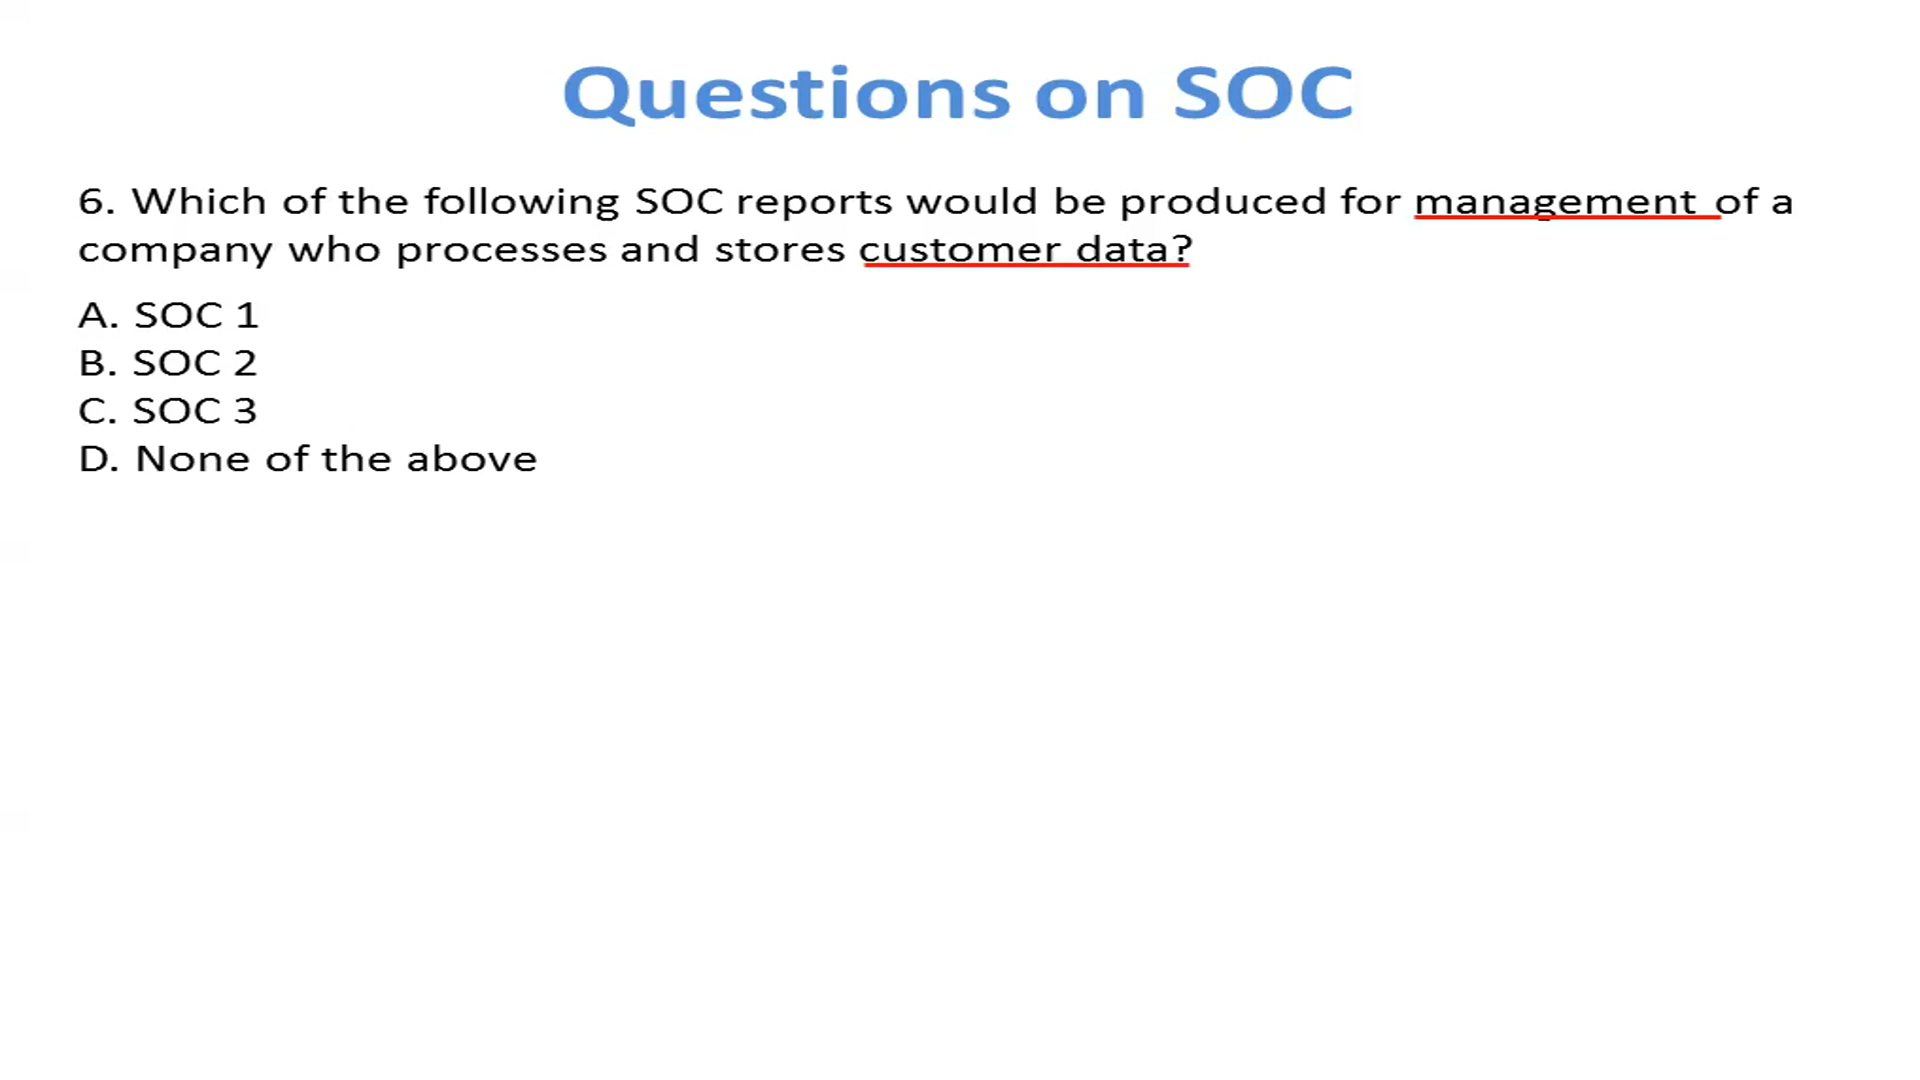 Questions on SOC
6. Which of the following SOC reports would be produced for management of a
company who processes and stores customer data?
A. SOC 1
B. SOC 2
C. SOC 3
D. None of the above